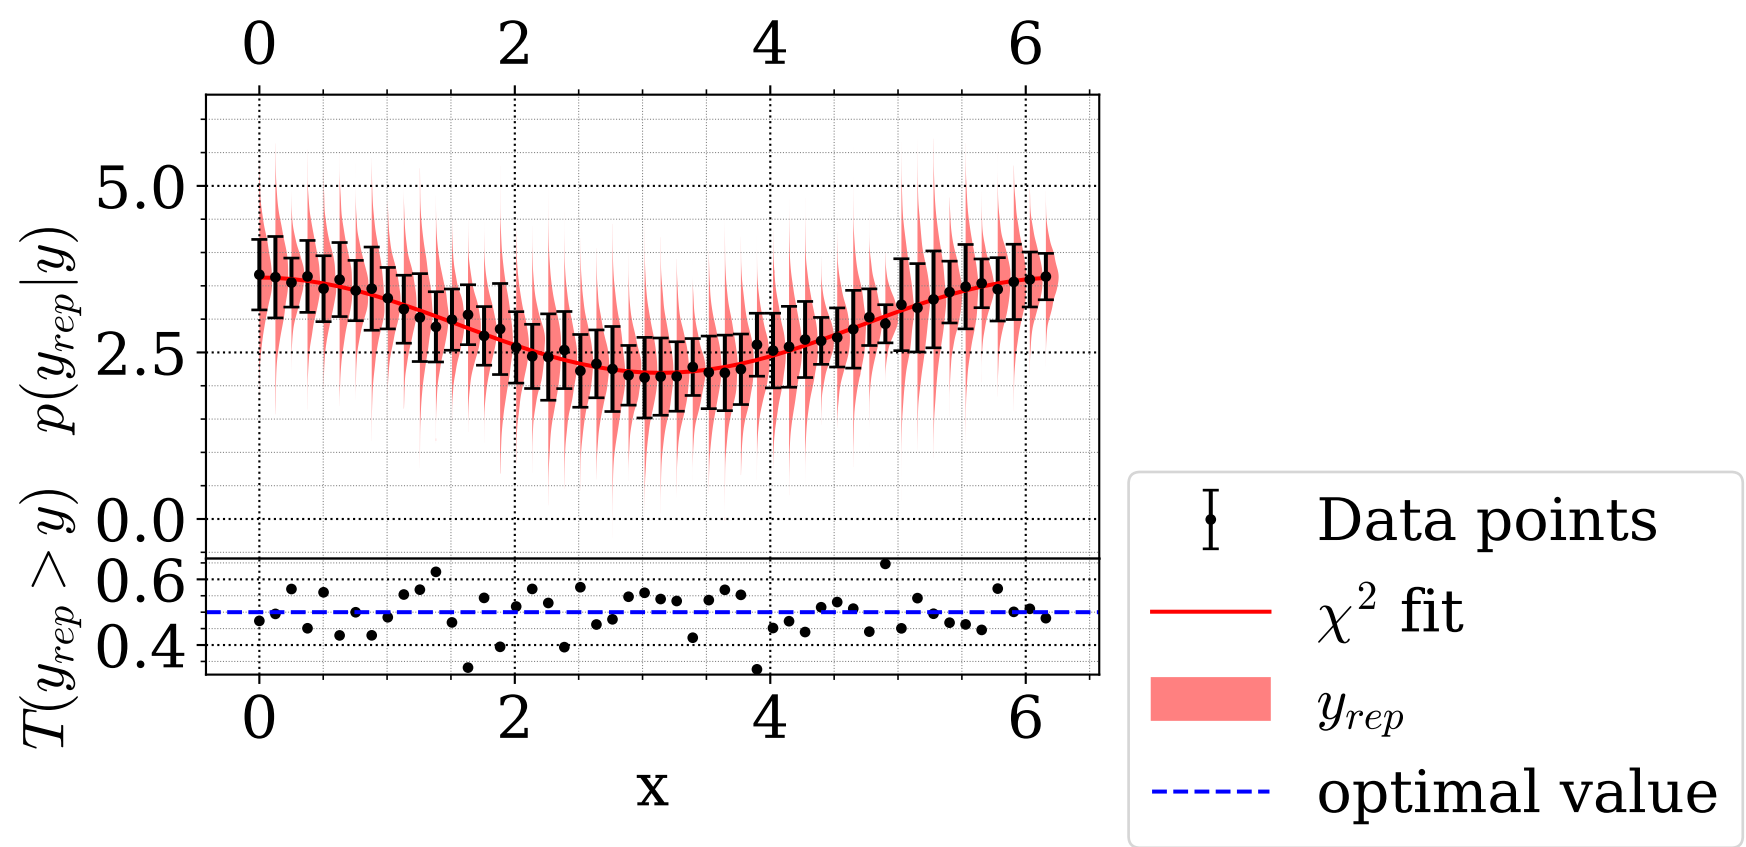 0 2 4 6
p(y_rep|y)
5.0
2.5
0.0
T(y_rep > y)
0.6
0.4
0 2 4 6
x
Data points
χ² fit
y_rep
optimal value